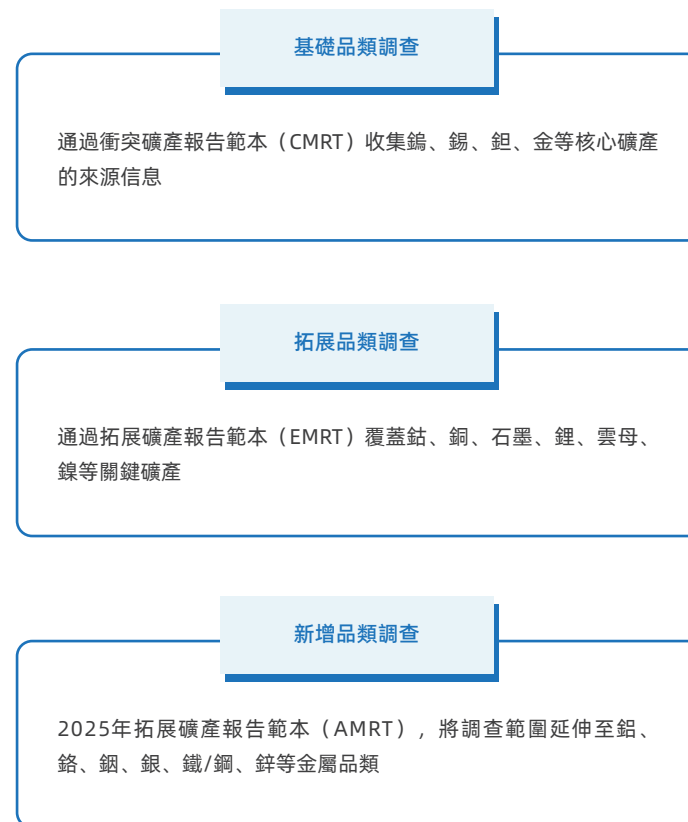 基礎品類調查
通過衝突礦產報告範本（CMRT）收集鎢、錫、鉭、金等核心礦產
的來源信息
拓展品類調查
通過拓展礦產報告範本（EMRT）覆蓋鈷、銅、石墨、鋰、雲母、
鎳等關鍵礦產
新增品類調查
2025年拓展礦產報告範本（AMRT），將調查範圍延伸至鋁、
鉻、銦、銀、鐵/鋼、鋅等金屬品類